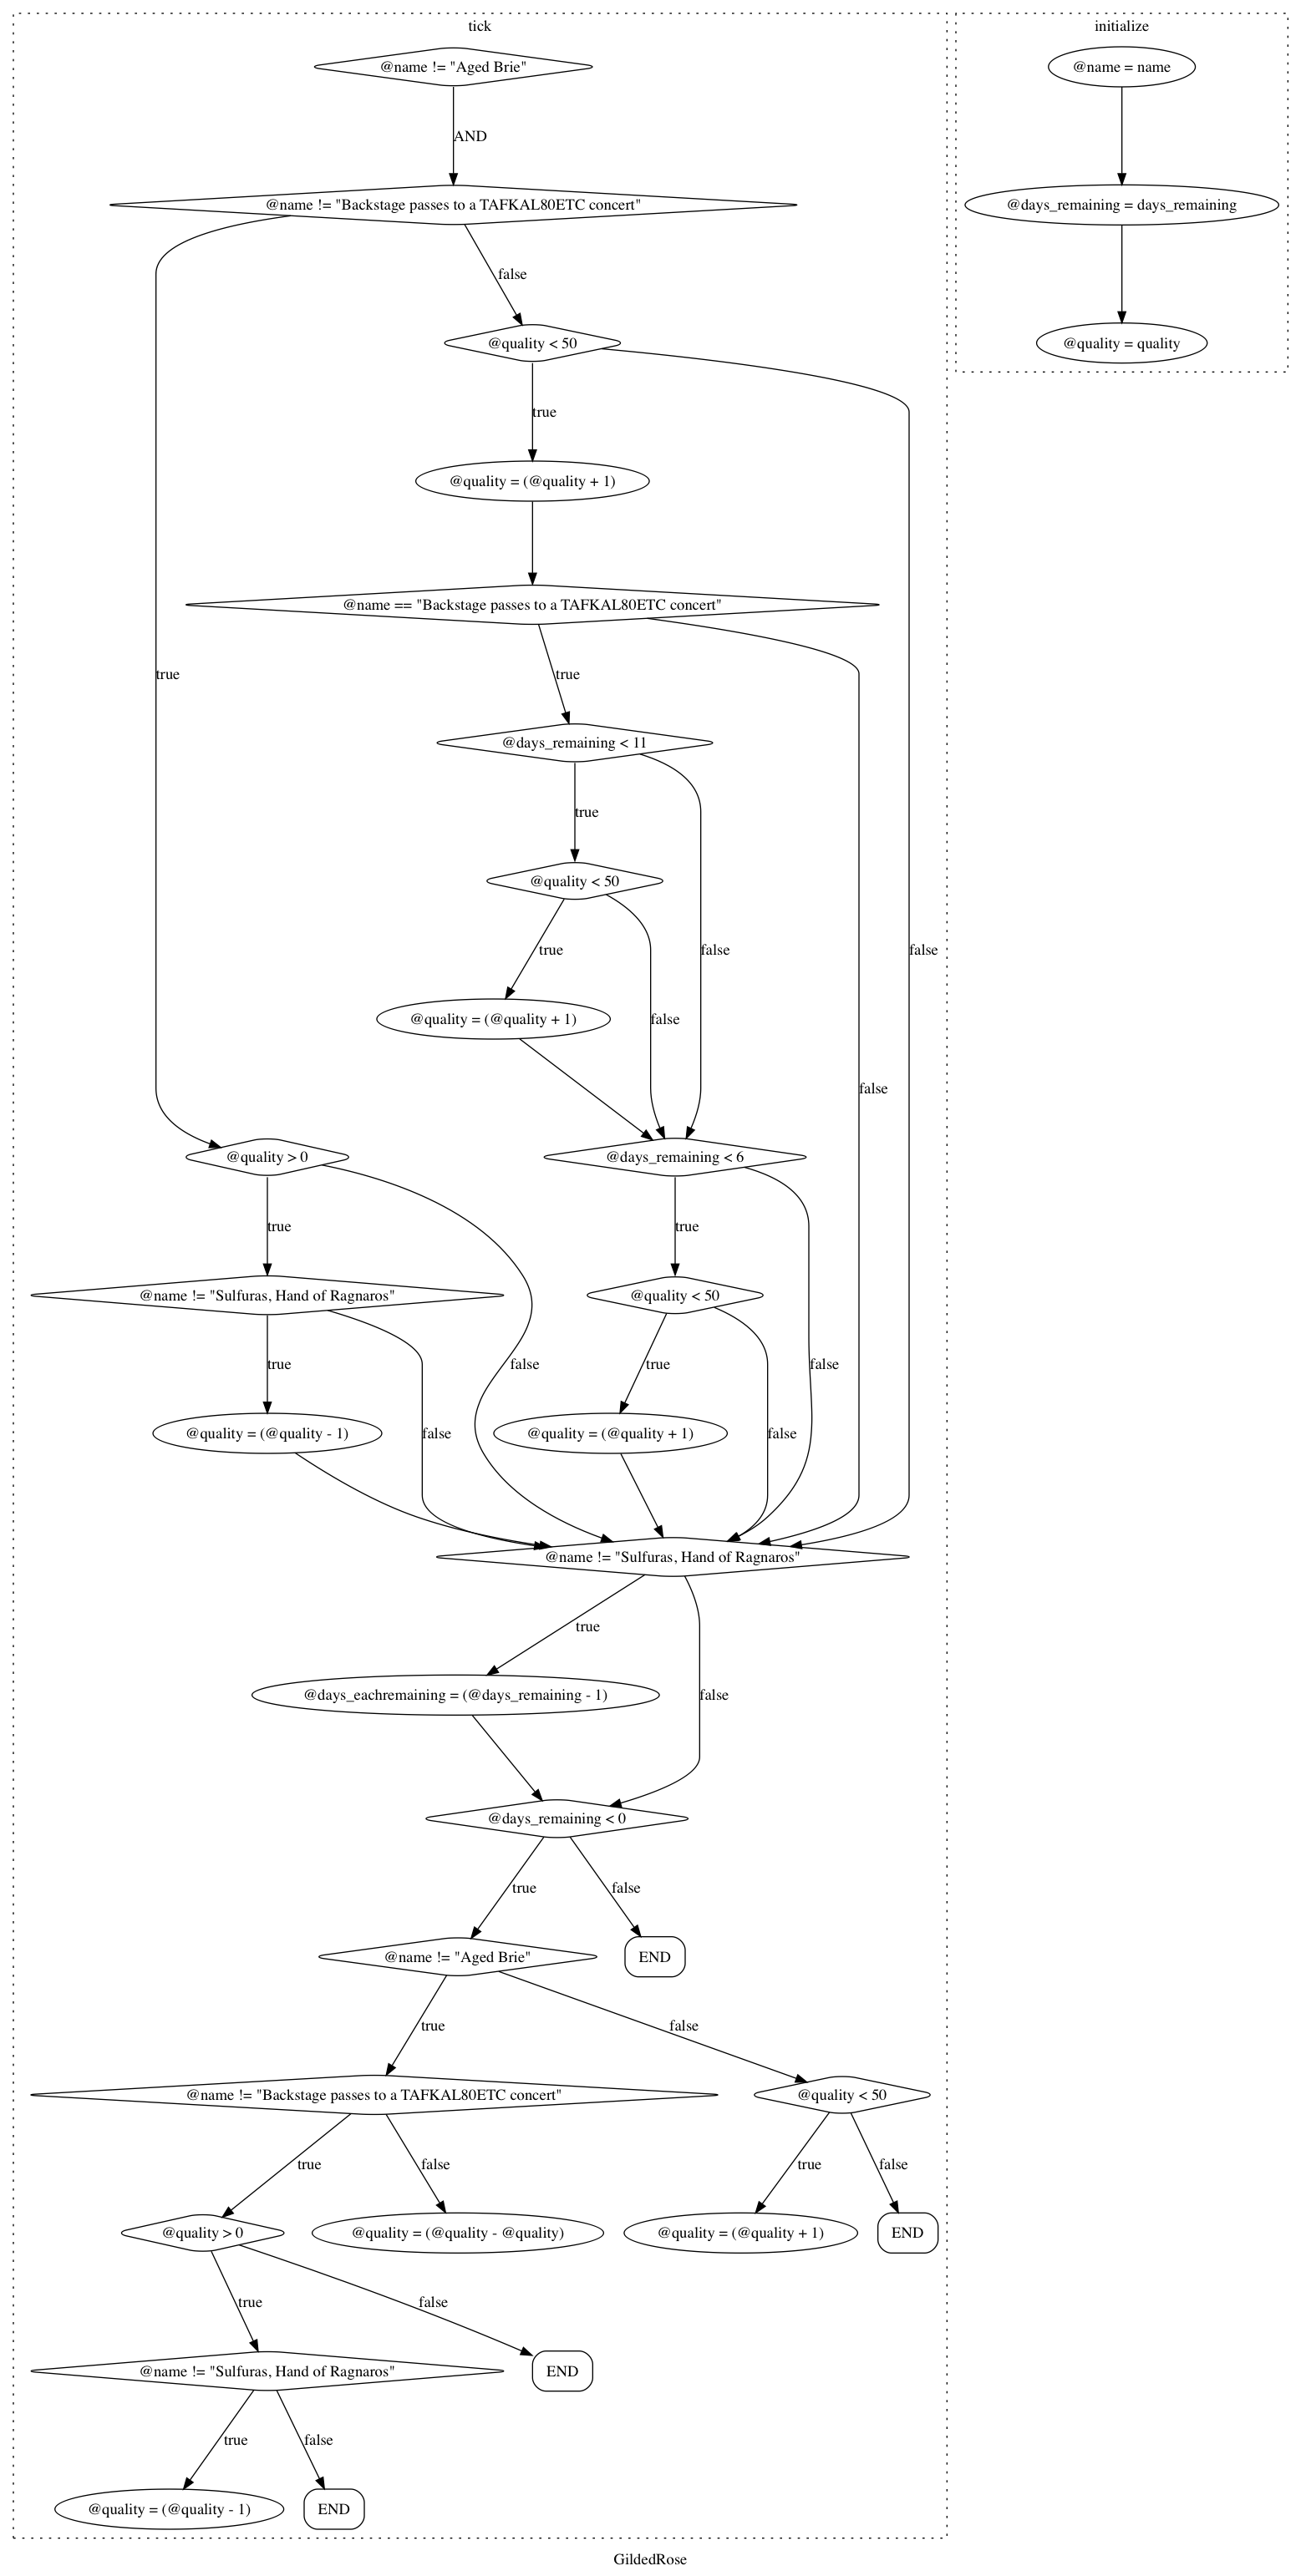 tick
initialize
@name != "Aged Brie"
@name = name
AND
@name != "Backstage passes to a TAFKAL80ETC concert"
@days_remaining = days_remaining
false
@quality < 50
@quality = quality
true
@quality = (@quality + 1)
@name == "Backstage passes to a TAFKAL80ETC concert"
true
true
@days_remaining < 11
true
@quality < 50
true
false
false
@quality = (@quality + 1)
false
false
@quality > 0
@days_remaining < 6
true
true
@name != "Sulfuras, Hand of Ragnaros"
@quality < 50
true
false
true
false
@quality = (@quality - 1)
false
@quality = (@quality + 1)
false
@name != "Sulfuras, Hand of Ragnaros"
true
@days_eachremaining = (@days_remaining - 1)
false
@days_remaining < 0
true
false
@name != "Aged Brie"
END
true
false
@name != "Backstage passes to a TAFKAL80ETC concert"
@quality < 50
true
false
true
false
@quality > 0
@quality = (@quality - @quality)
@quality = (@quality + 1)
END
true
false
@name != "Sulfuras, Hand of Ragnaros"
END
true
false
@quality = (@quality - 1)
END
GildedRose